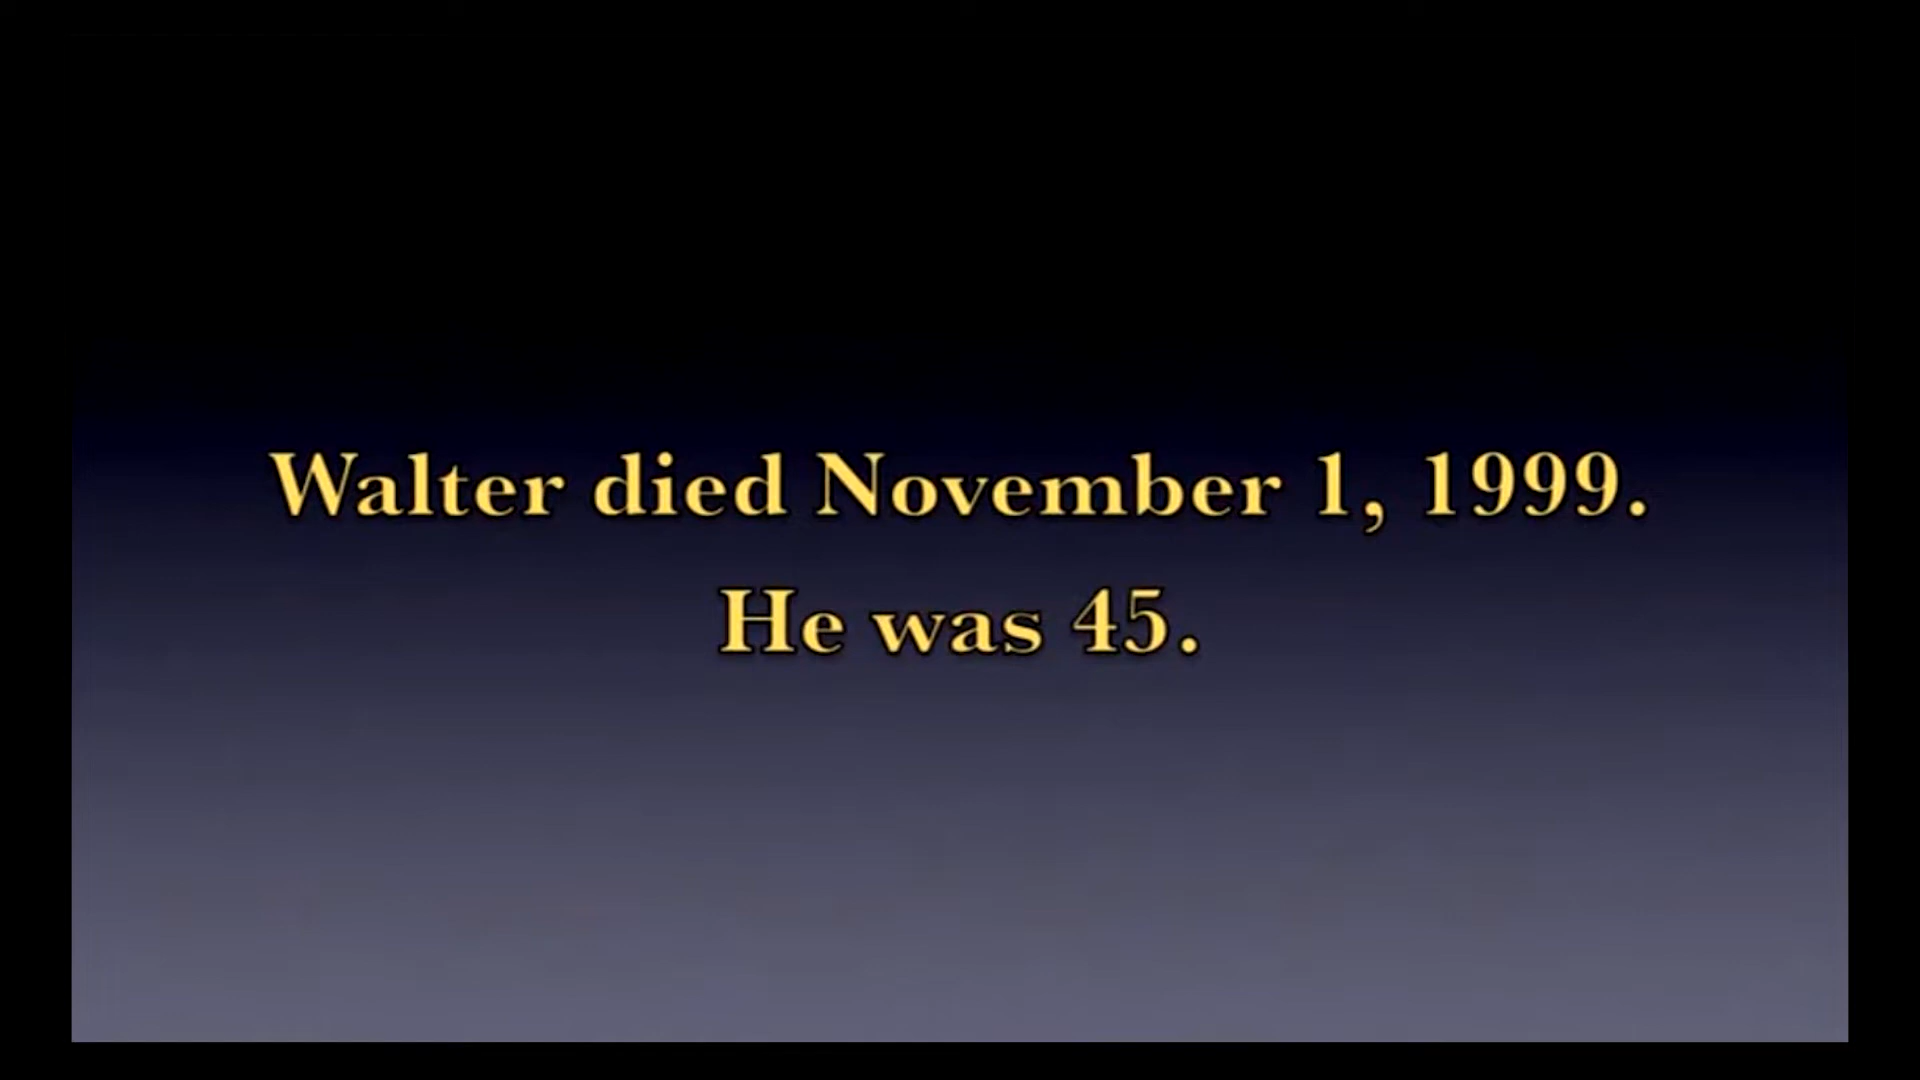 Walter died November 1, 1999.
He was 45.